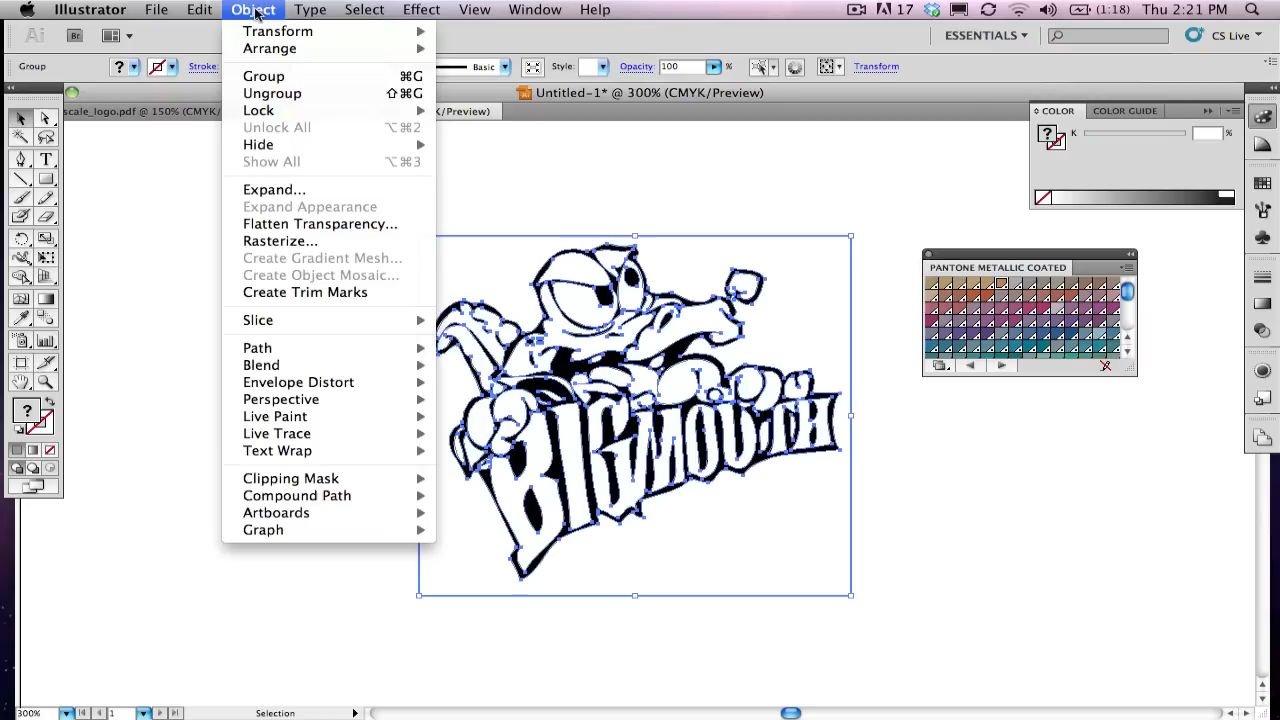 Illustrator File Edit Object Type Select Effect View Window Help 17 (1:18) Thu 2:21 PM
Ai Br ESSENTIALS CS Live
Group ? Stroke: Basic Style: Opacity: 100 Transform
Untitled-1* @ 300% (CMYK/Preview)
scale_logo.pdf @ 150% (CMYK/ K/Preview)
Transform
Arrange
Group ⌘G
Ungroup ⇧⌘G
Lock
Unlock All ⌥⌘2
Hide
Show All ⌥⌘3
Expand...
Expand Appearance
Flatten Transparency...
Rasterize...
Create Gradient Mesh...
Create Object Mosaic...
Create Trim Marks
Slice
Path
Blend
Envelope Distort
Perspective
Live Paint
Live Trace
Text Wrap
Clipping Mask
Compound Path
Artboards
Graph
COLOR COLOR GUIDE
? K %
PANTONE METALLIC COATED
BIGMOUTH
T
?
300% 1 Selection